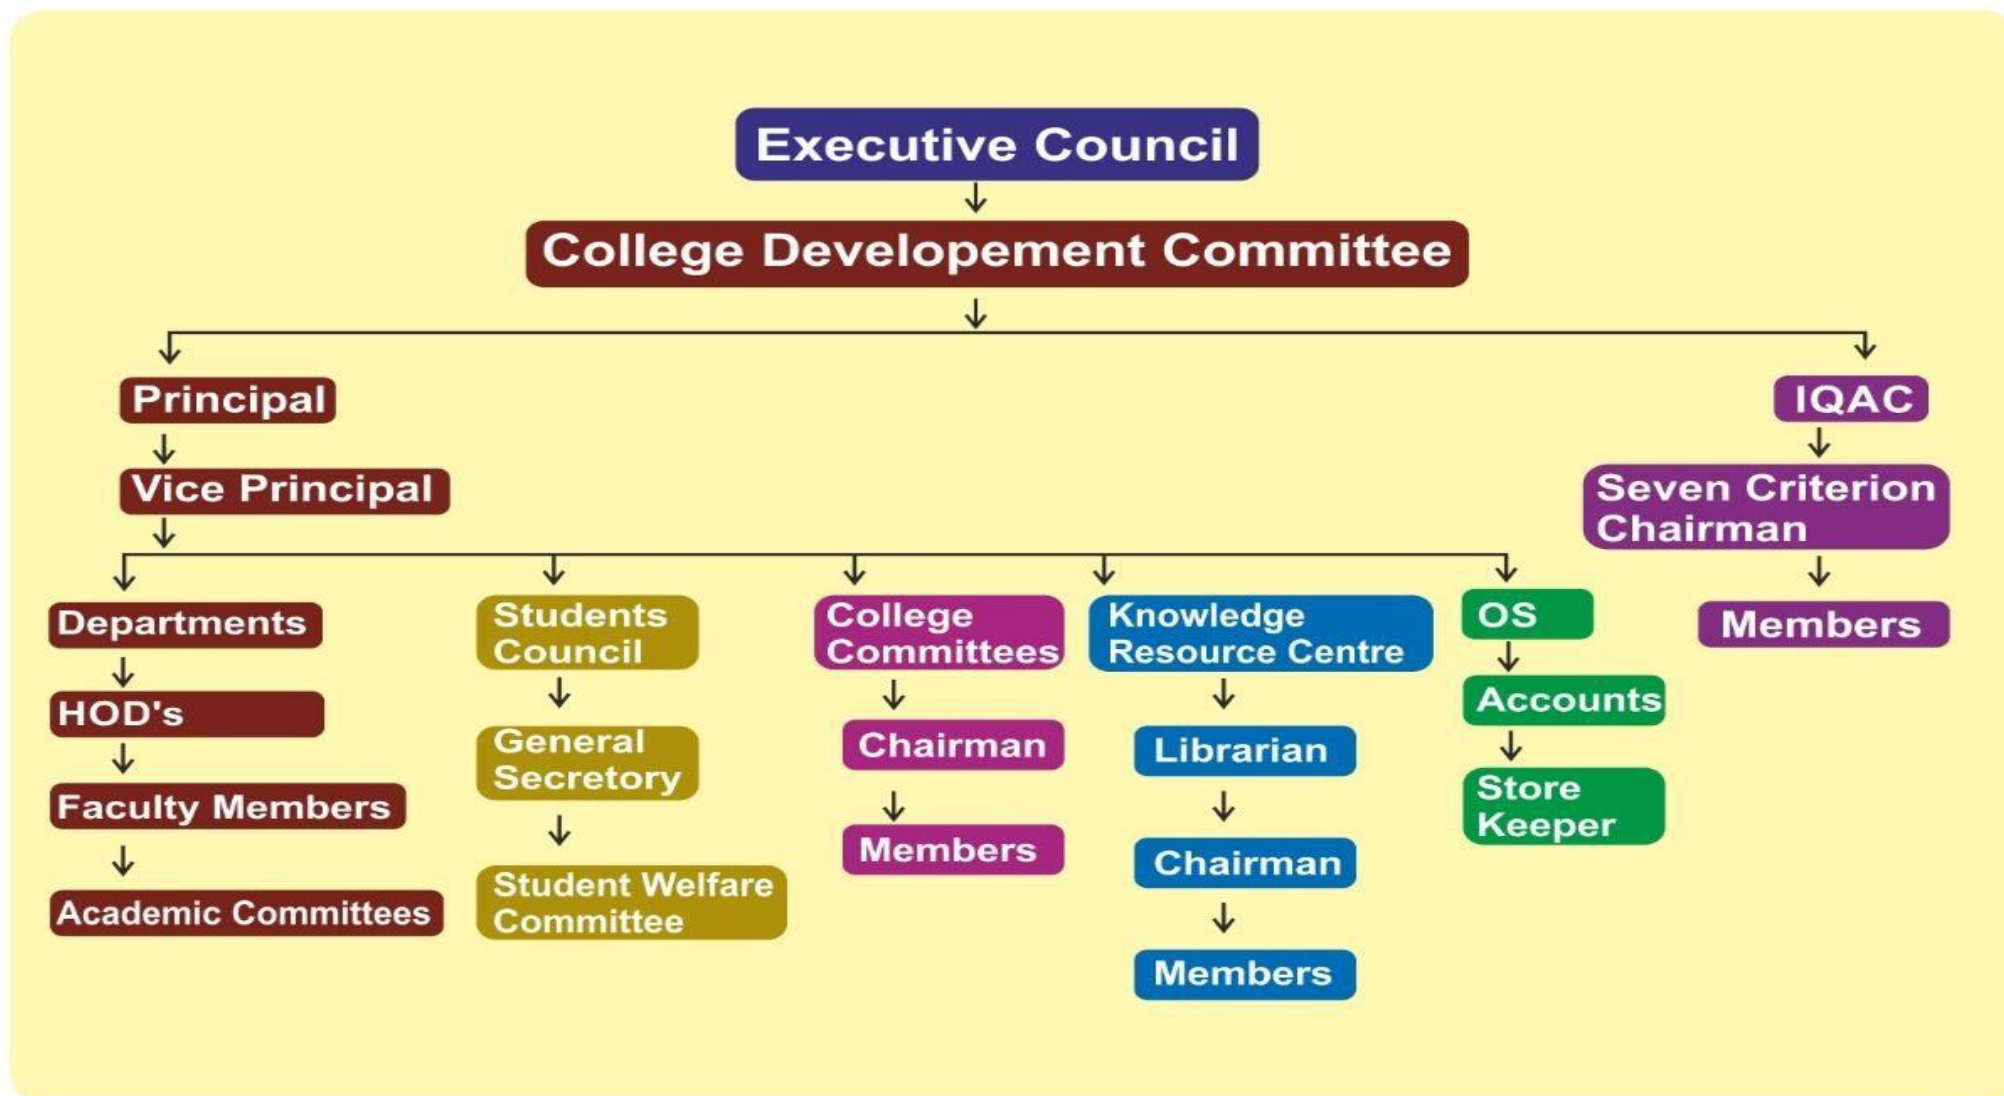 Executive Council
College Developement Committee
Principal
IQAC
Vice Principal
Seven Criterion
Chairman
Members
Departments
HOD's
Faculty Members
Academic Committees
Students
Council
General
Secretory
Student Welfare
Committee
College
Committees
Chairman
Members
Knowledge
Resource Centre
Librarian
Chairman
Members
OS
Accounts
Store
Keeper